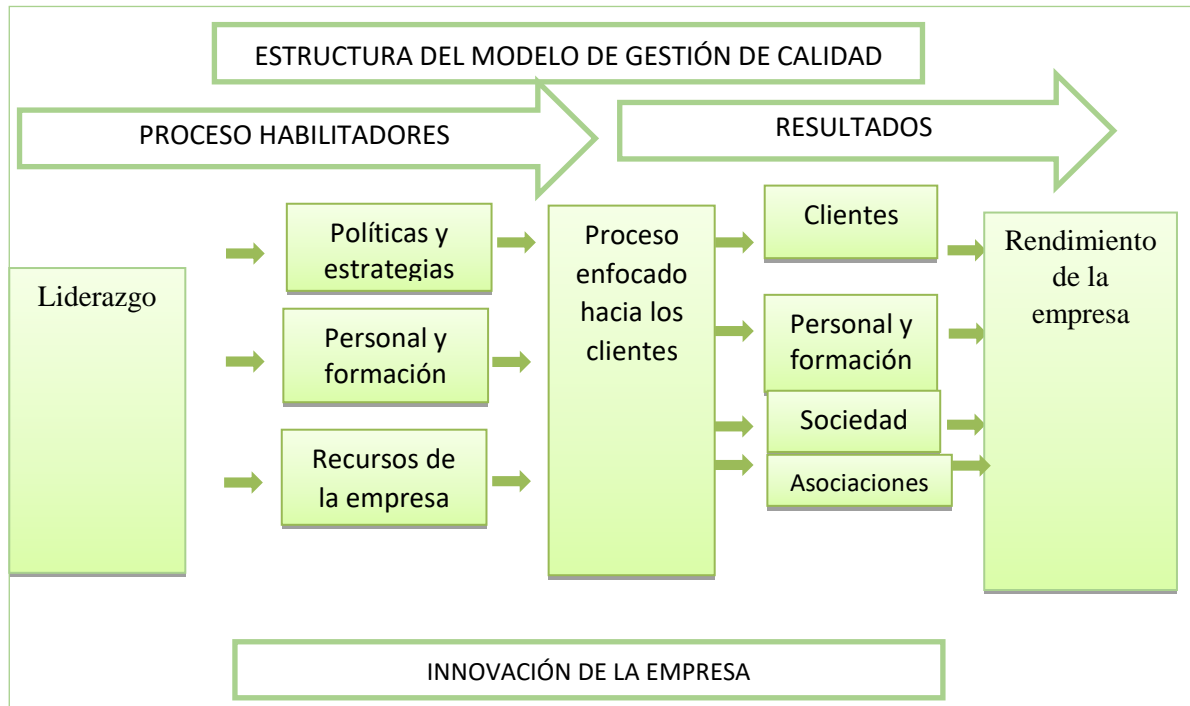 ESTRUCTURA DEL MODELO DE GESTIÓN DE CALIDAD
PROCESO HABILITADORES
RESULTADOS
Liderazgo
Políticas y
estrategias
Personal y
formación
Recursos de
la empresa
Proceso
enfocado
hacia los
clientes
Clientes
Personal y
formación
Sociedad
Asociaciones
Rendimiento
de la
empresa
INNOVACIÓN DE LA EMPRESA